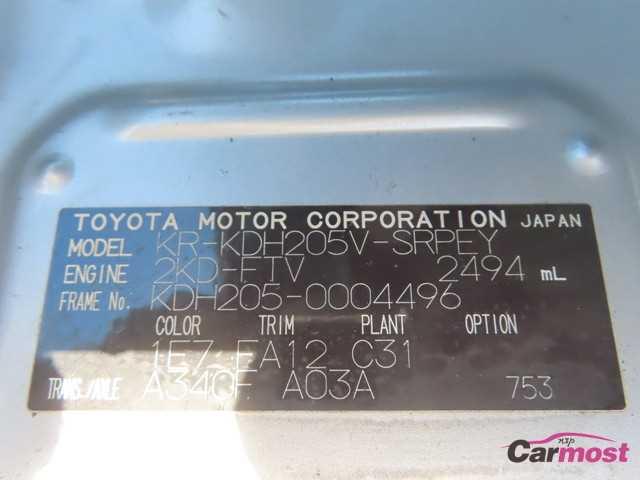 TOYOTA MOTOR CORPORATION JAPAN
MODEL KR-KDH205V-SRPEY
ENGINE 2KD-FTV 2494 mL
FRAME No. KDH205-0004496
COLOR TRIM PLANT OPTION
1E7 FA12 C31
TRANS./AXLE A340F A03A 753
nxp
Carmost